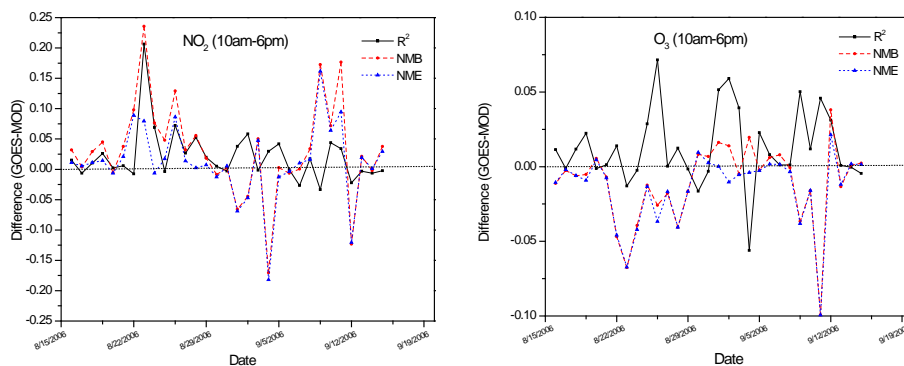 NO2 (10am-6pm)
R2
NMB
NME
Difference (GOES-MOD)
0.25
0.20
0.15
0.10
0.05
0.00
-0.05
-0.10
-0.15
-0.20
-0.25
8/15/2006
8/22/2006
8/29/2006
9/5/2006
9/12/2006
9/19/2006
Date
O3 (10am-6pm)
R2
NMB
NME
Difference (GOES-MOD)
0.10
0.05
0.00
-0.05
-0.10
8/15/2006
8/22/2006
8/29/2006
9/5/2006
9/12/2006
9/19/2006
Date